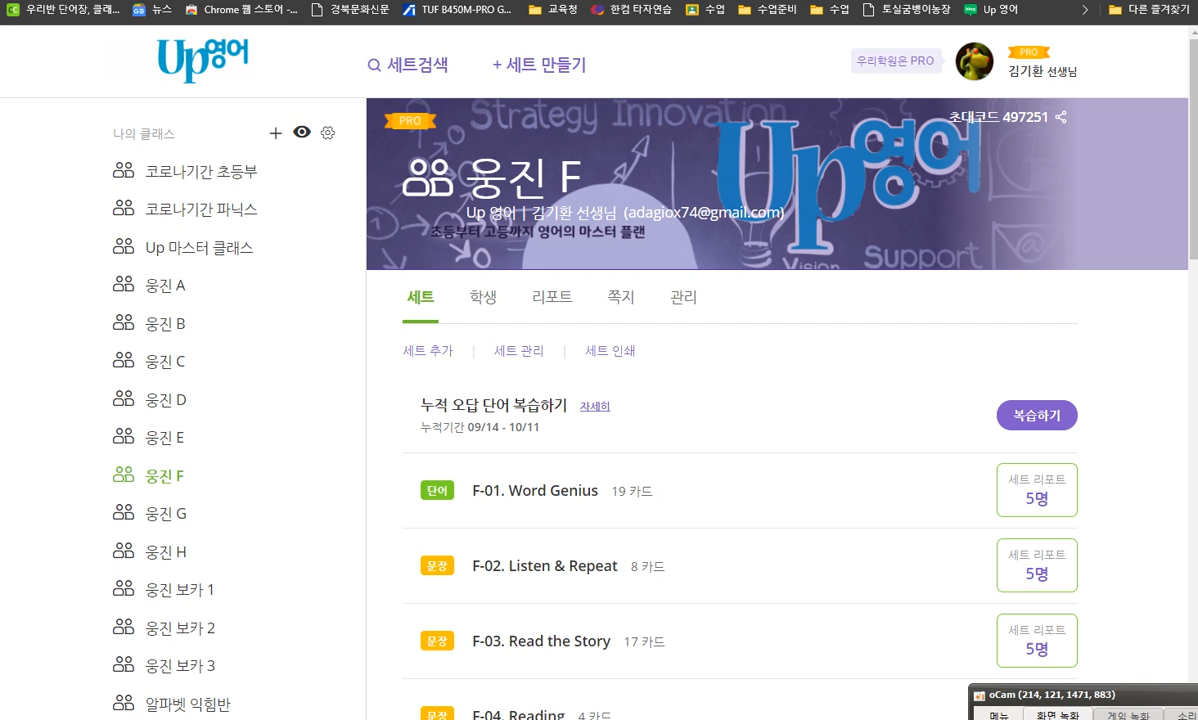 우리반 단어장, 클래...
뉴스
Chrome 웹 스토어 -...
경북문화신문
TUF B450M-PRO G...
교육청
한컴 타자연습
수업
수업준비
수업
토실굼벵이농장
Up 영어
다른 즐겨찾기
Up영어
세트검색
+ 세트 만들기
우리학원은 PRO
PRO
김기환 선생님
나의 클래스
코로나기간 초등부
코로나기간 파닉스
Up 마스터 클래스
웅진 A
웅진 B
웅진 C
웅진 D
웅진 E
웅진 F
웅진 G
웅진 H
웅진 보카 1
웅진 보카 2
웅진 보카 3
알파벳 익힘반
PRO
Strategy Innovation
초대코드 497251
웅진 F
Up영어
Up 영어 | 김기환 선생님 (adagiox74@gmail.com)
초등부터 고등까지 영어의 마스터 플랜
Vision
Support
세트
학생
리포트
쪽지
관리
세트 추가
세트 관리
세트 인쇄
누적 오답 단어 복습하기 자세히
누적기간 09/14 - 10/11
복습하기
단어 F-01. Word Genius 19 카드
세트 리포트
5명
문장 F-02. Listen & Repeat 8 카드
세트 리포트
5명
문장 F-03. Read the Story 17 카드
세트 리포트
5명
문장 F-04. Reading 4 카드
oCam (214, 121, 1471, 883)
메뉴
화면 녹화
게임 녹화
소리